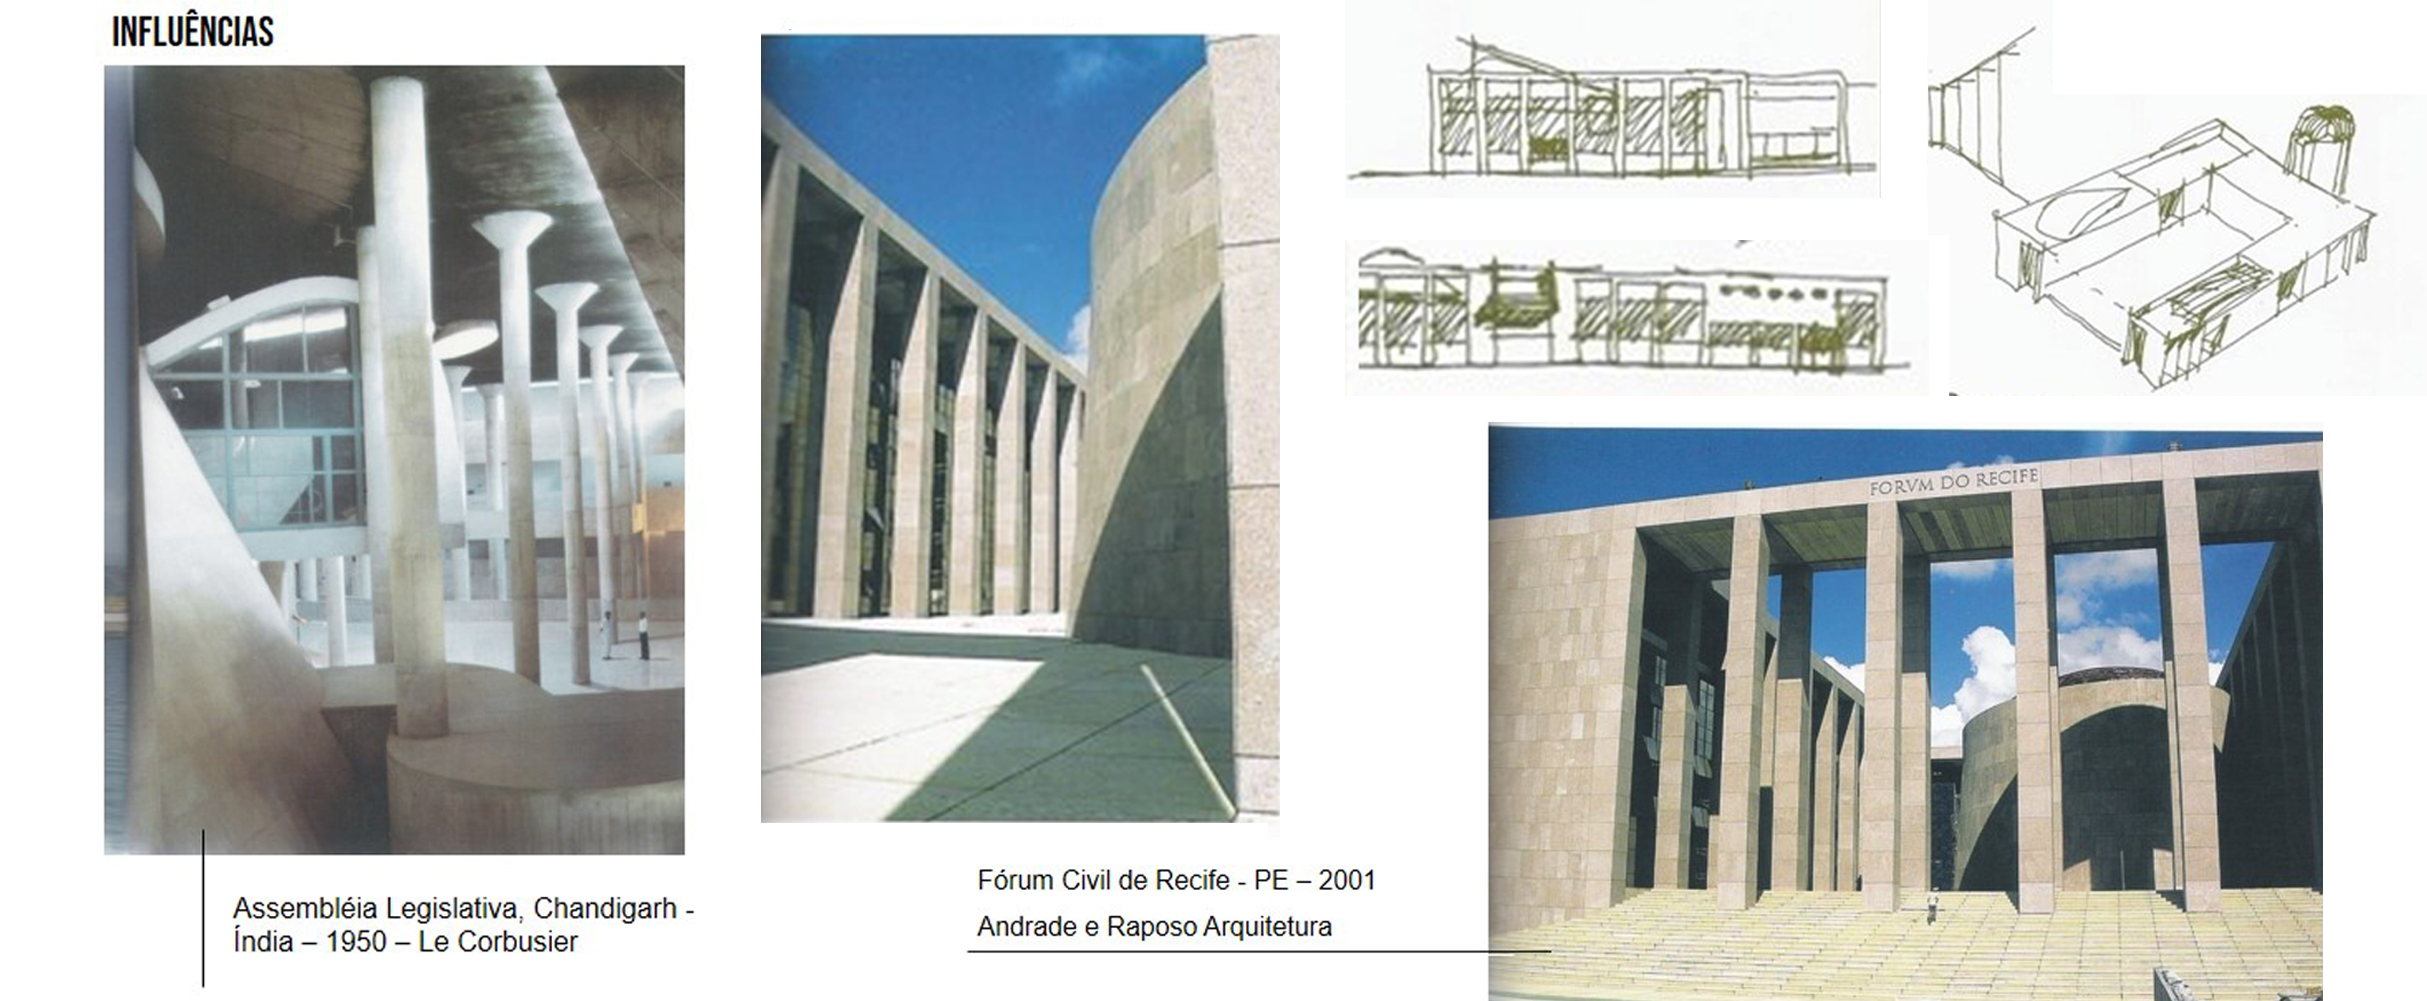 INFLUÊNCIAS
FORVM DO RECIFE
Assembléia Legislativa, Chandigarh -
Índia – 1950 – Le Corbusier
Fórum Civil de Recife - PE – 2001
Andrade e Raposo Arquitetura